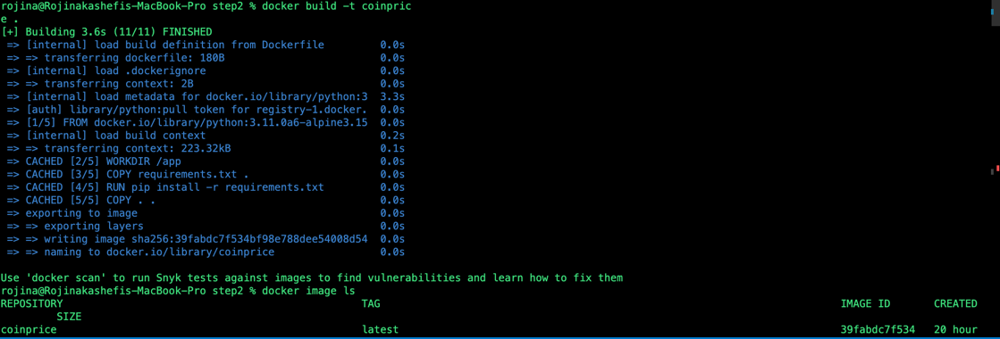 rojina@Rojinakashefis-MacBook-Pro step2 % docker build -t coinpric
e .
[+] Building 3.6s (11/11) FINISHED
=> [internal] load build definition from Dockerfile 0.0s
=> => transferring dockerfile: 180B 0.0s
=> [internal] load .dockerignore 0.0s
=> => transferring context: 2B 0.0s
=> [internal] load metadata for docker.io/library/python:3 3.3s
=> [auth] library/python:pull token for registry-1.docker. 0.0s
=> [1/5] FROM docker.io/library/python:3.11.0a6-alpine3.15 0.0s
=> [internal] load build context 0.2s
=> => transferring context: 223.32kB 0.1s
=> CACHED [2/5] WORKDIR /app 0.0s
=> CACHED [3/5] COPY requirements.txt . 0.0s
=> CACHED [4/5] RUN pip install -r requirements.txt 0.0s
=> CACHED [5/5] COPY . . 0.0s
=> exporting to image 0.0s
=> => exporting layers 0.0s
=> => writing image sha256:39fabdc7f534bf98e788dee54008d54 0.0s
=> => naming to docker.io/library/coinprice 0.0s
Use 'docker scan' to run Snyk tests against images to find vulnerabilities and learn how to fix them
rojina@Rojinakashefis-MacBook-Pro step2 % docker image ls
REPOSITORY TAG IMAGE ID CREATED
SIZE
coinprice latest 39fabdc7f534 20 hour